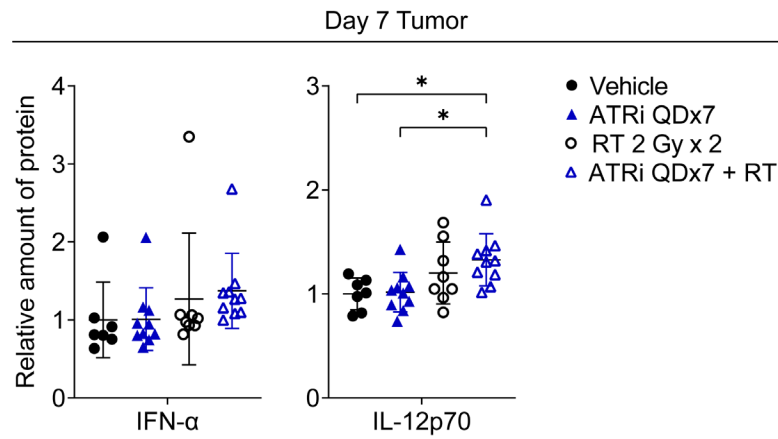 Day 7 Tumor
Relative amount of protein
4
3
2
1
0
IFN-α
3
2
1
0
* 
*
IL-12p70
Vehicle
ATRi QDx7
RT 2 Gy x 2
ATRi QDx7 + RT